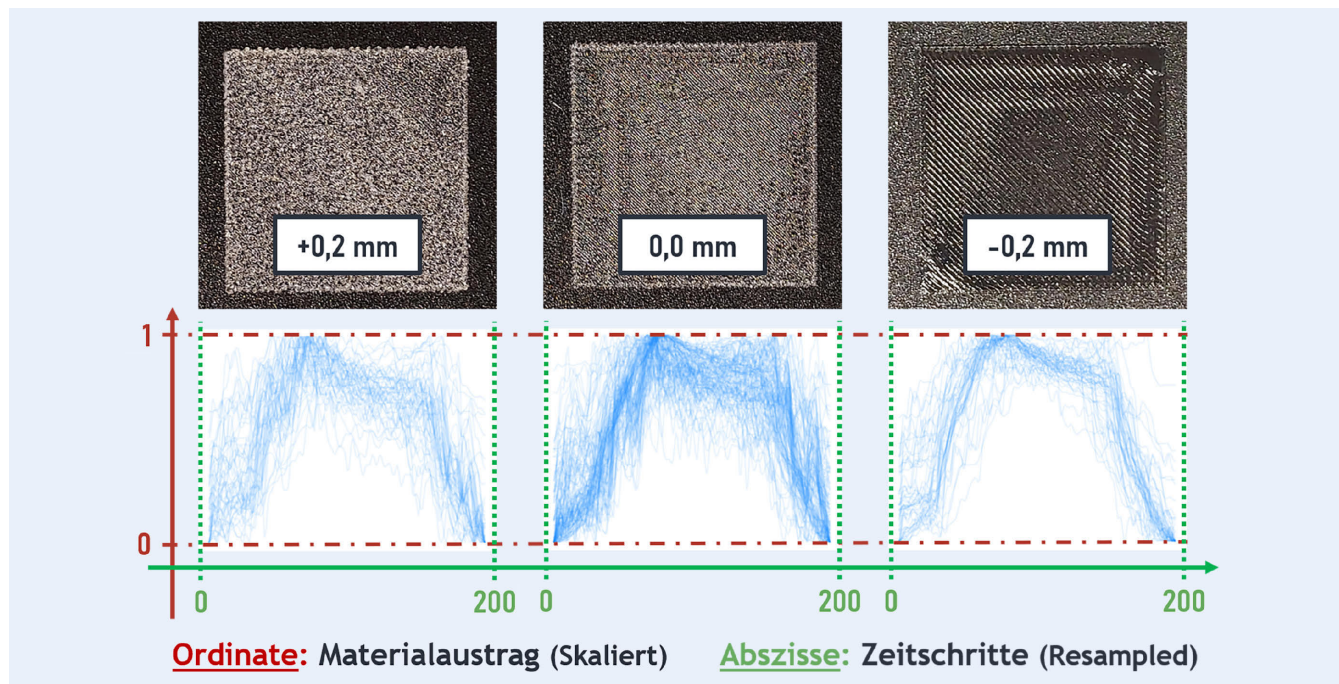 +0,2 mm
0,0 mm
-0,2 mm
1
0
0 200 0 200 0 200
Ordinate: Materialaustrag (Skaliert) Abszisse: Zeitschritte (Resampled)